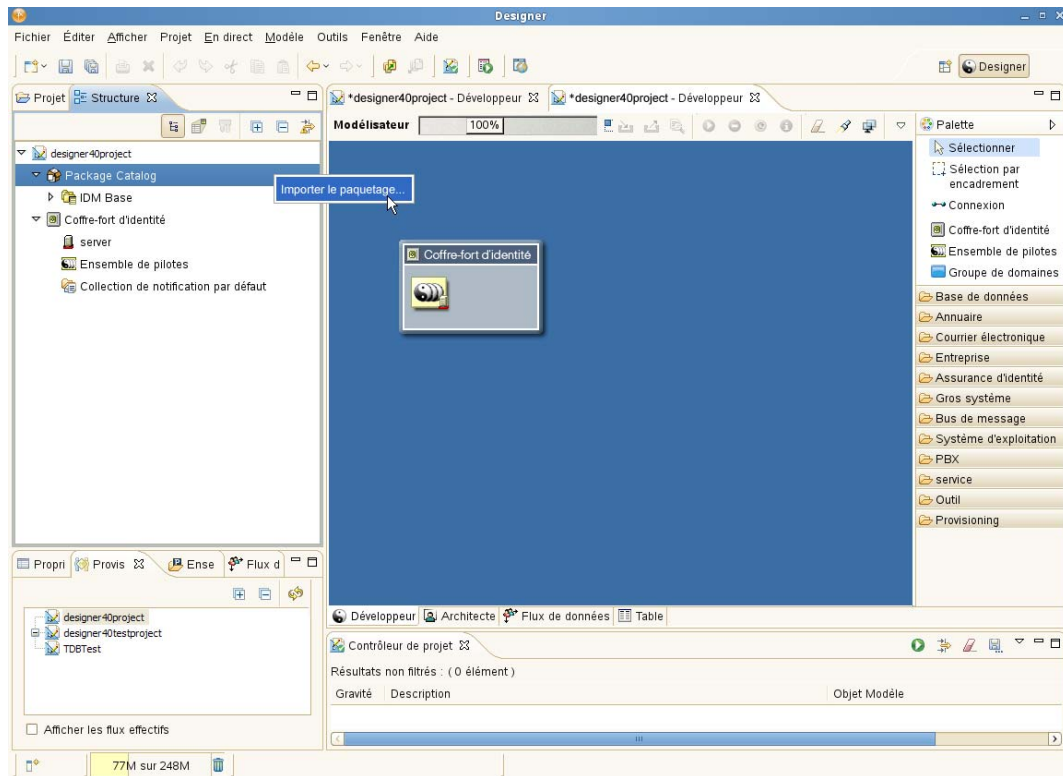 Designer
Fichier Éditer Afficher Projet En direct Modèle Outils Fenêtre Aide
Designer
Projet Structure
*designer40project - Développeur *designer40project - Développeur
Modélisateur 100%
Palette
designer40project
Package Catalog
IDM Base
Coffre-fort d'identité
server
Ensemble de pilotes
Collection de notification par défaut
Importer le paquetage...
Coffre-fort d'identité
Sélectionner
Sélection par
encadrement
Connexion
Coffre-fort d'identité
Ensemble de pilotes
Groupe de domaines
Base de données
Annuaire
Courrier électronique
Entreprise
Assurance d'identité
Gros système
Bus de message
Système d'exploitation
PBX
service
Outil
Provisioning
Propri Provis Ense Flux d
designer40project
designer40testproject
TDBTest
Afficher les flux effectifs
Développeur Architecte Flux de données Table
Contrôleur de projet
Résultats non filtrés : ( 0 élément )
Gravité Description Objet Modèle
77M sur 248M